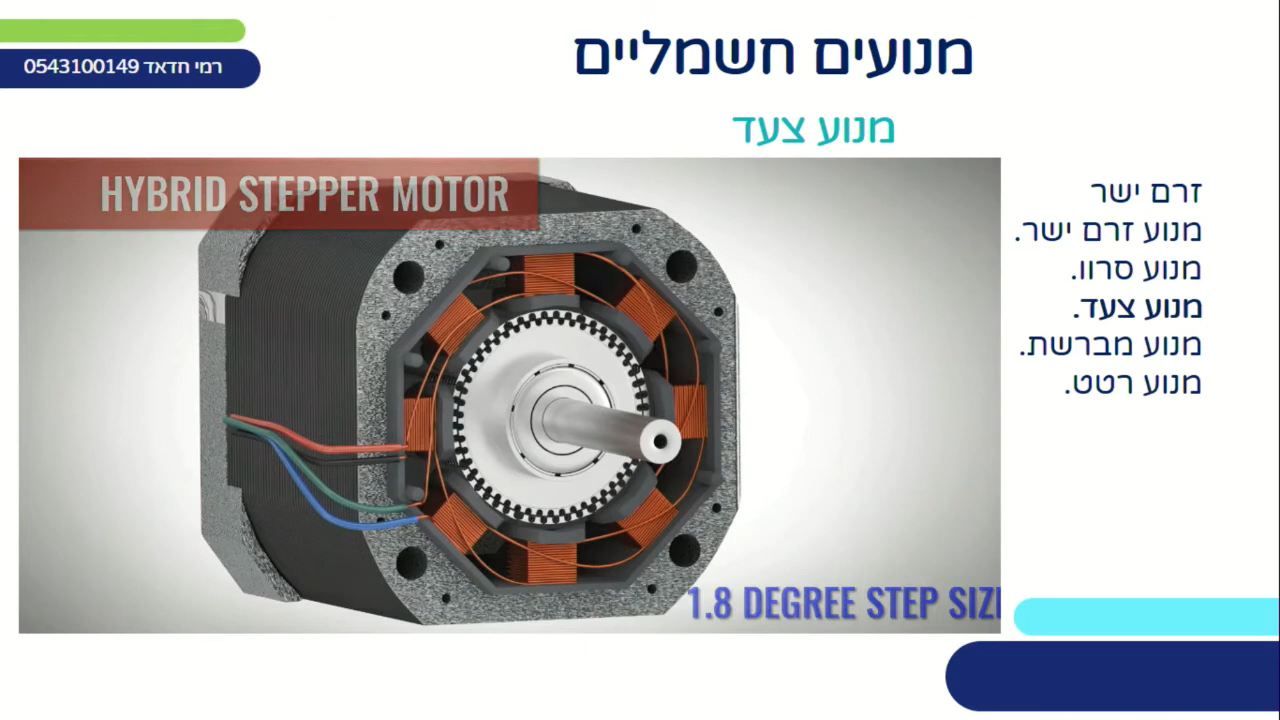 מנועים חשמליים
רמי חדאד 0543100149
מנוע צעד
HYBRID STEPPER MOTOR
זרם ישר
מנוע זרם ישר.
מנוע סרוו.
מנוע צעד.
מנוע מברשת.
מנוע רטט.
1.8 DEGREE STEP SIZ